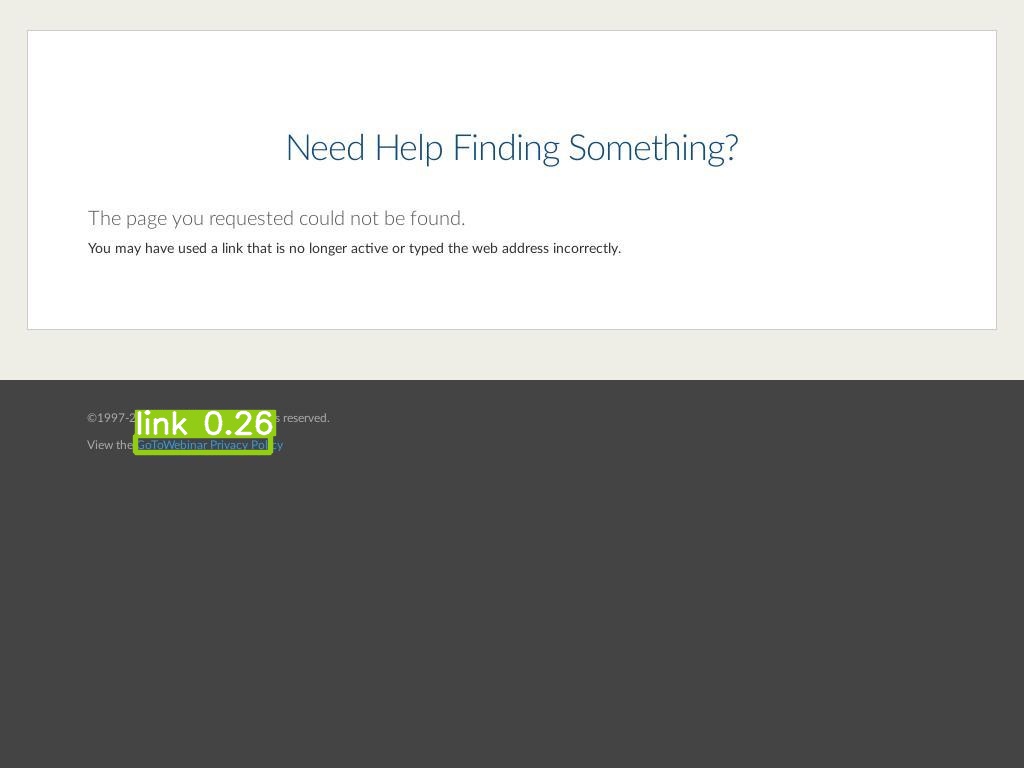 Need Help Finding Something?
The page you requested could not be found.
You may have used a link that is no longer active or typed the web address incorrectly.
©1997-2 s reserved.
link 0.26
View the GoToWebinar Privacy Policy